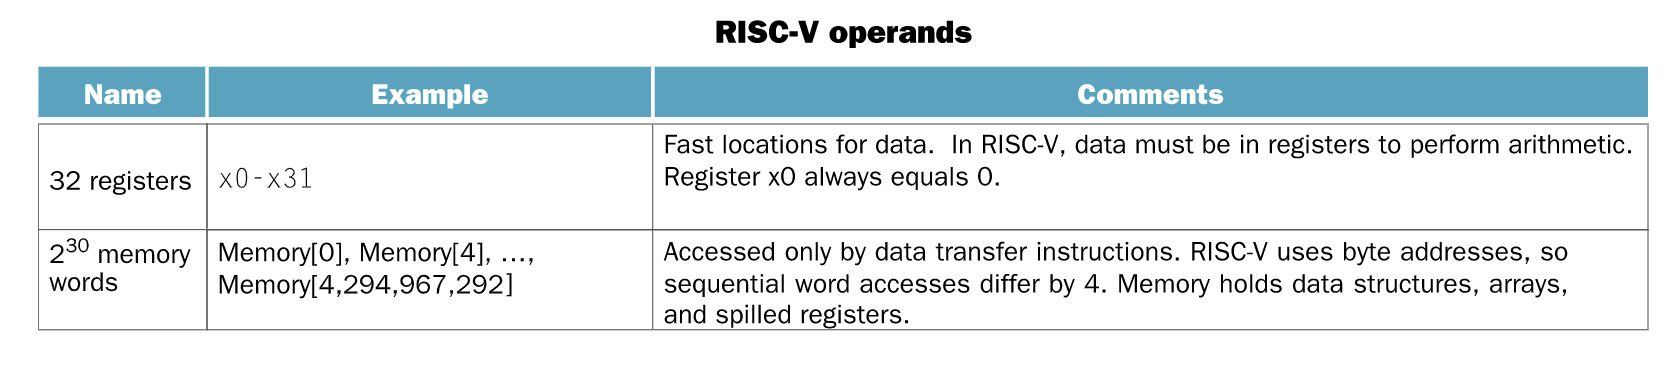 RISC-V operands
Name Example Comments
32 registers x0-x31 Fast locations for data. In RISC-V, data must be in registers to perform arithmetic.
Register x0 always equals 0.
2³⁰ memory
words
Memory[0], Memory[4], …,
Memory[4,294,967,292]
Accessed only by data transfer instructions. RISC-V uses byte addresses, so
sequential word accesses differ by 4. Memory holds data structures, arrays,
and spilled registers.